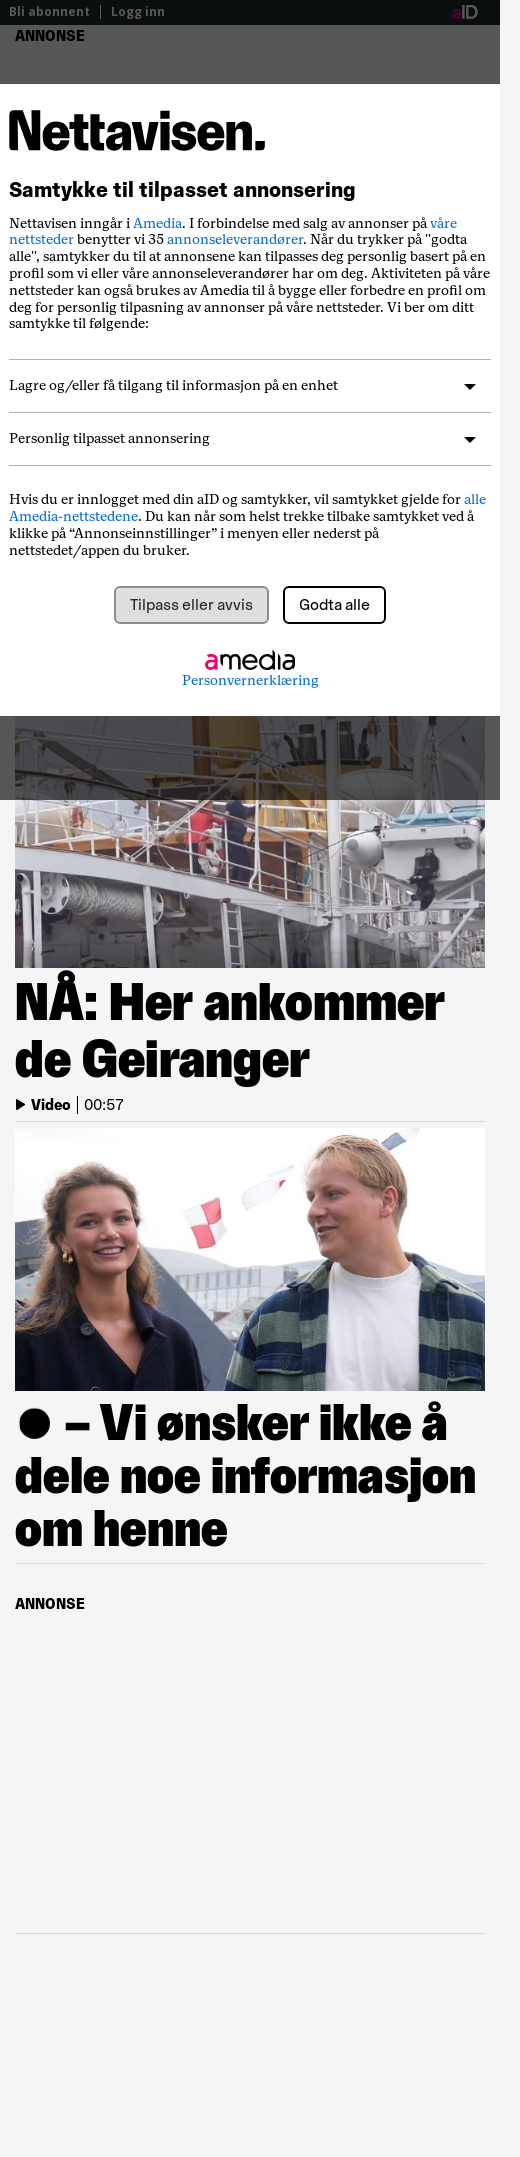 Bli abonnent | Logg inn
aID
ANNONSE
Nettavisen.
Samtykke til tilpasset annonsering
Nettavisen inngår i Amedia. I forbindelse med salg av annonser på våre
nettsteder benytter vi 35 annonseleverandører. Når du trykker på "godta
alle", samtykker du til at annonsene kan tilpasses deg personlig basert på en
profil som vi eller våre annonseleverandører har om deg. Aktiviteten på våre
nettsteder kan også brukes av Amedia til å bygge eller forbedre en profil om
deg for personlig tilpasning av annonser på våre nettsteder. Vi ber om ditt
samtykke til følgende:
Lagre og/eller få tilgang til informasjon på en enhet
Personlig tilpasset annonsering
Hvis du er innlogget med din aID og samtykker, vil samtykket gjelde for alle
Amedia-nettstedene. Du kan når som helst trekke tilbake samtykket ved å
klikke på “Annonseinnstillinger” i menyen eller nederst på
nettstedet/appen du bruker.
Tilpass eller avvis
Godta alle
amedia
Personvernerklæring
NÅ: Her ankommer
de Geiranger
Video | 00:57
● – Vi ønsker ikke å
dele noe informasjon
om henne
ANNONSE